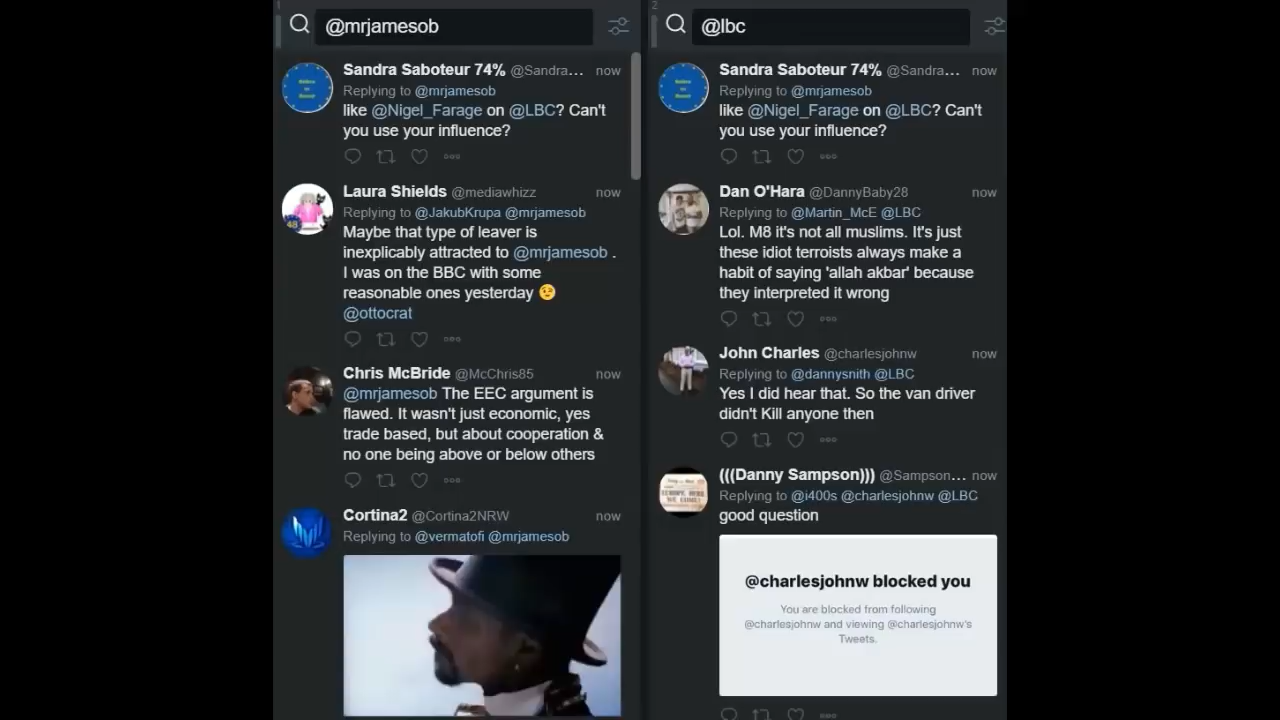 1
@mrjamesob
Sandra Saboteur 74% @Sandra... now
Replying to @mrjamesob
like @Nigel_Farage on @LBC? Can't
you use your influence?
Laura Shields @mediawhizz now
Replying to @JakubKrupa @mrjamesob
Maybe that type of leaver is
inexplicably attracted to @mrjamesob .
I was on the BBC with some
reasonable ones yesterday 😉
@ottocrat
Chris McBride @McChris85 now
@mrjamesob The EEC argument is
flawed. It wasn't just economic, yes
trade based, but about cooperation &
no one being above or below others
Cortina2 @Cortina2NRW now
Replying to @vermatofi @mrjamesob
2
@lbc
Sandra Saboteur 74% @Sandra... now
Replying to @mrjamesob
like @Nigel_Farage on @LBC? Can't
you use your influence?
Dan O'Hara @DannyBaby28 now
Replying to @Martin_McE @LBC
Lol. M8 it's not all muslims. It's just
these idiot terroists always make a
habit of saying 'allah akbar' because
they interpreted it wrong
John Charles @charlesjohnw now
Replying to @dannysnith @LBC
Yes I did hear that. So the van driver
didn't Kill anyone then
(((Danny Sampson))) @Sampson... now
Replying to @i400s @charlesjohnw @LBC
good question
@charlesjohnw blocked you
You are blocked from following
@charlesjohnw and viewing @charlesjohnw's
Tweets.